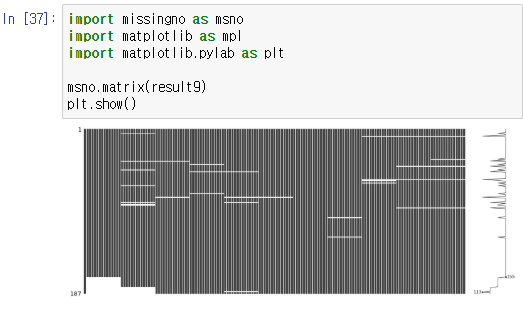 In [37]:
import missingno as msno
import matplotlib as mpl
import matplotlib.pylab as plt
msno.matrix(result9)
plt.show()
1
107